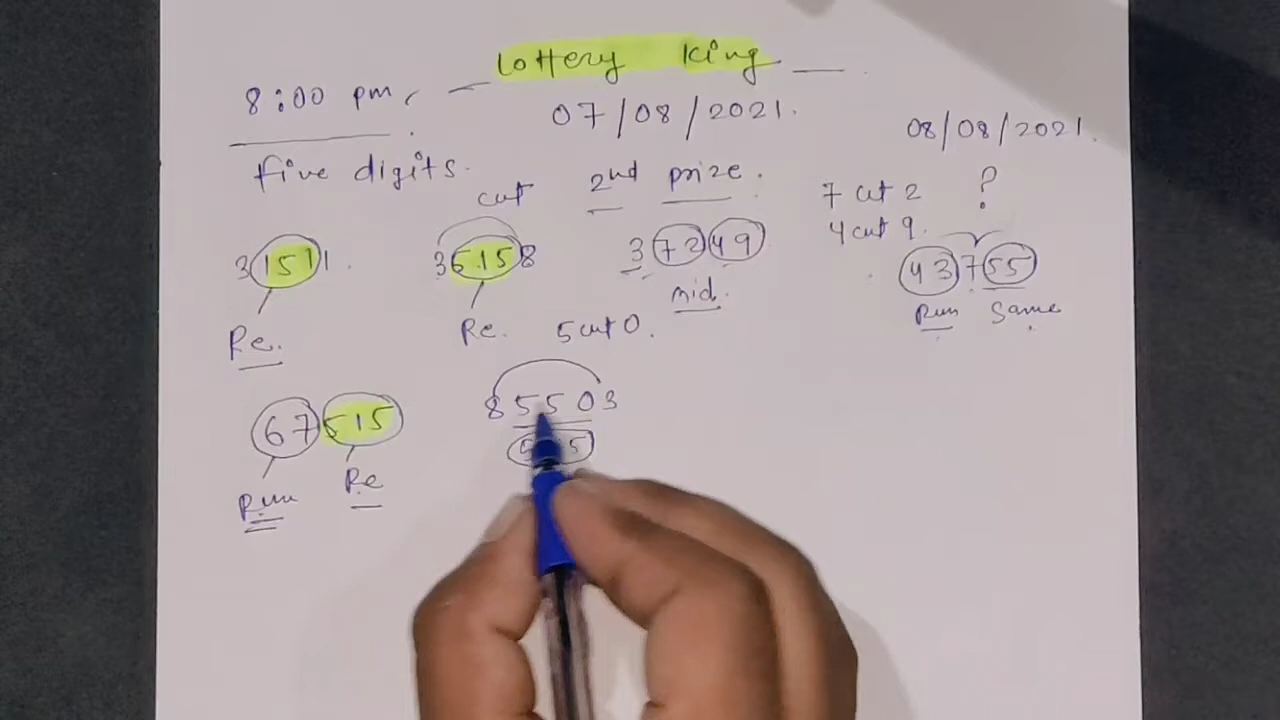 Lottery King
8:00 pm,
07/08/2021.
08/08/2021.
five digits.
cut
2nd prize.
7 cut 2
?
4 cut 9.
31511.
35158
37249
43755
Re.
Re.
5 cut 0.
mid.
Run
Same
67515
85503
Run
Re